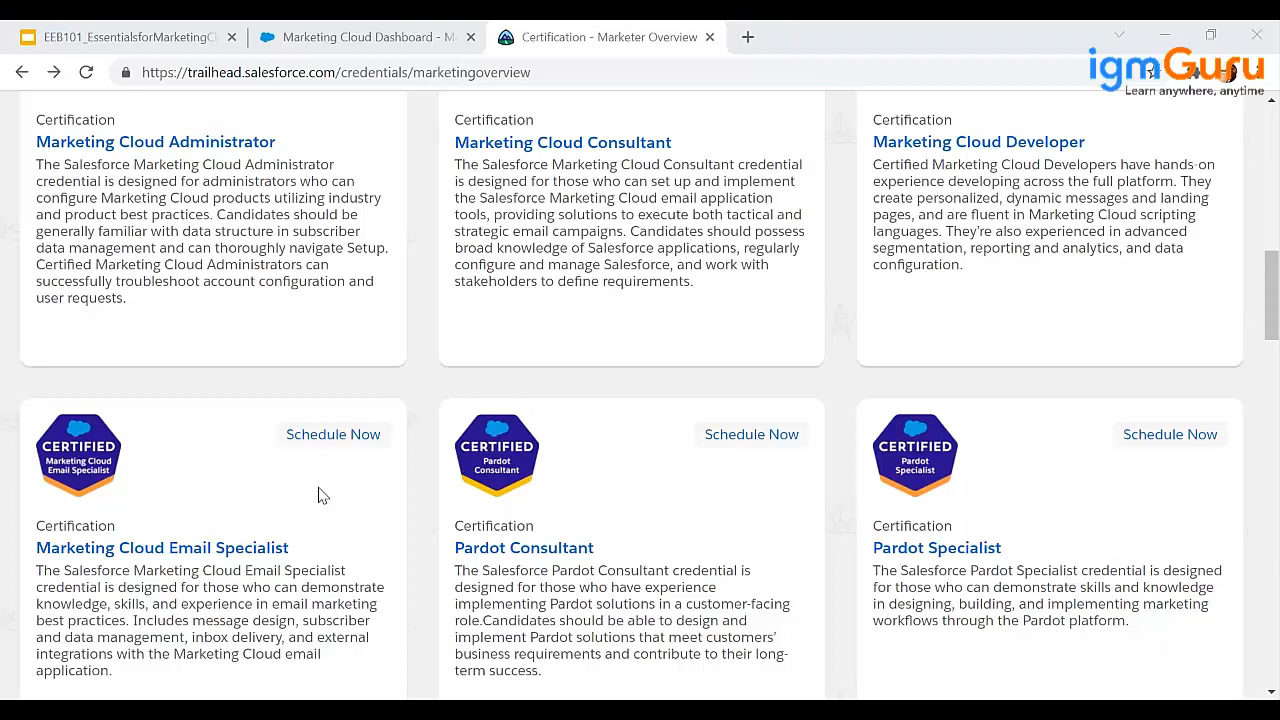 EEB101_EssentialsforMarketingCl
Marketing Cloud Dashboard - M
Certification - Marketer Overview
https://trailhead.salesforce.com/credentials/marketingoverview
igmGuru
Learn anywhere, anytime
Certification
Marketing Cloud Administrator
The Salesforce Marketing Cloud Administrator
credential is designed for administrators who can
configure Marketing Cloud products utilizing industry
and product best practices. Candidates should be
generally familiar with data structure in subscriber
data management and can thoroughly navigate Setup.
Certified Marketing Cloud Administrators can
successfully troubleshoot account configuration and
user requests.
Certification
Marketing Cloud Consultant
The Salesforce Marketing Cloud Consultant credential
is designed for those who can set up and implement
the Salesforce Marketing Cloud email application
tools, providing solutions to execute both tactical and
strategic email campaigns. Candidates should possess
broad knowledge of Salesforce applications, regularly
configure and manage Salesforce, and work with
stakeholders to define requirements.
Certification
Marketing Cloud Developer
Certified Marketing Cloud Developers have hands-on
experience developing across the full platform. They
create personalized, dynamic messages and landing
pages, and are fluent in Marketing Cloud scripting
languages. They're also experienced in advanced
segmentation, reporting and analytics, and data
configuration.
CERTIFIED
Marketing Cloud
Email Specialist
Schedule Now
Certification
Marketing Cloud Email Specialist
The Salesforce Marketing Cloud Email Specialist
credential is designed for those who can demonstrate
knowledge, skills, and experience in email marketing
best practices. Includes message design, subscriber
and data management, inbox delivery, and external
integrations with the Marketing Cloud email
application.
CERTIFIED
Pardot
Consultant
Schedule Now
Certification
Pardot Consultant
The Salesforce Pardot Consultant credential is
designed for those who have experience
implementing Pardot solutions in a customer-facing
role.Candidates should be able to design and
implement Pardot solutions that meet customers'
business requirements and contribute to their long-
term success.
CERTIFIED
Pardot
Specialist
Schedule Now
Certification
Pardot Specialist
The Salesforce Pardot Specialist credential is designed
for those who can demonstrate skills and knowledge
in designing, building, and implementing marketing
workflows through the Pardot platform.